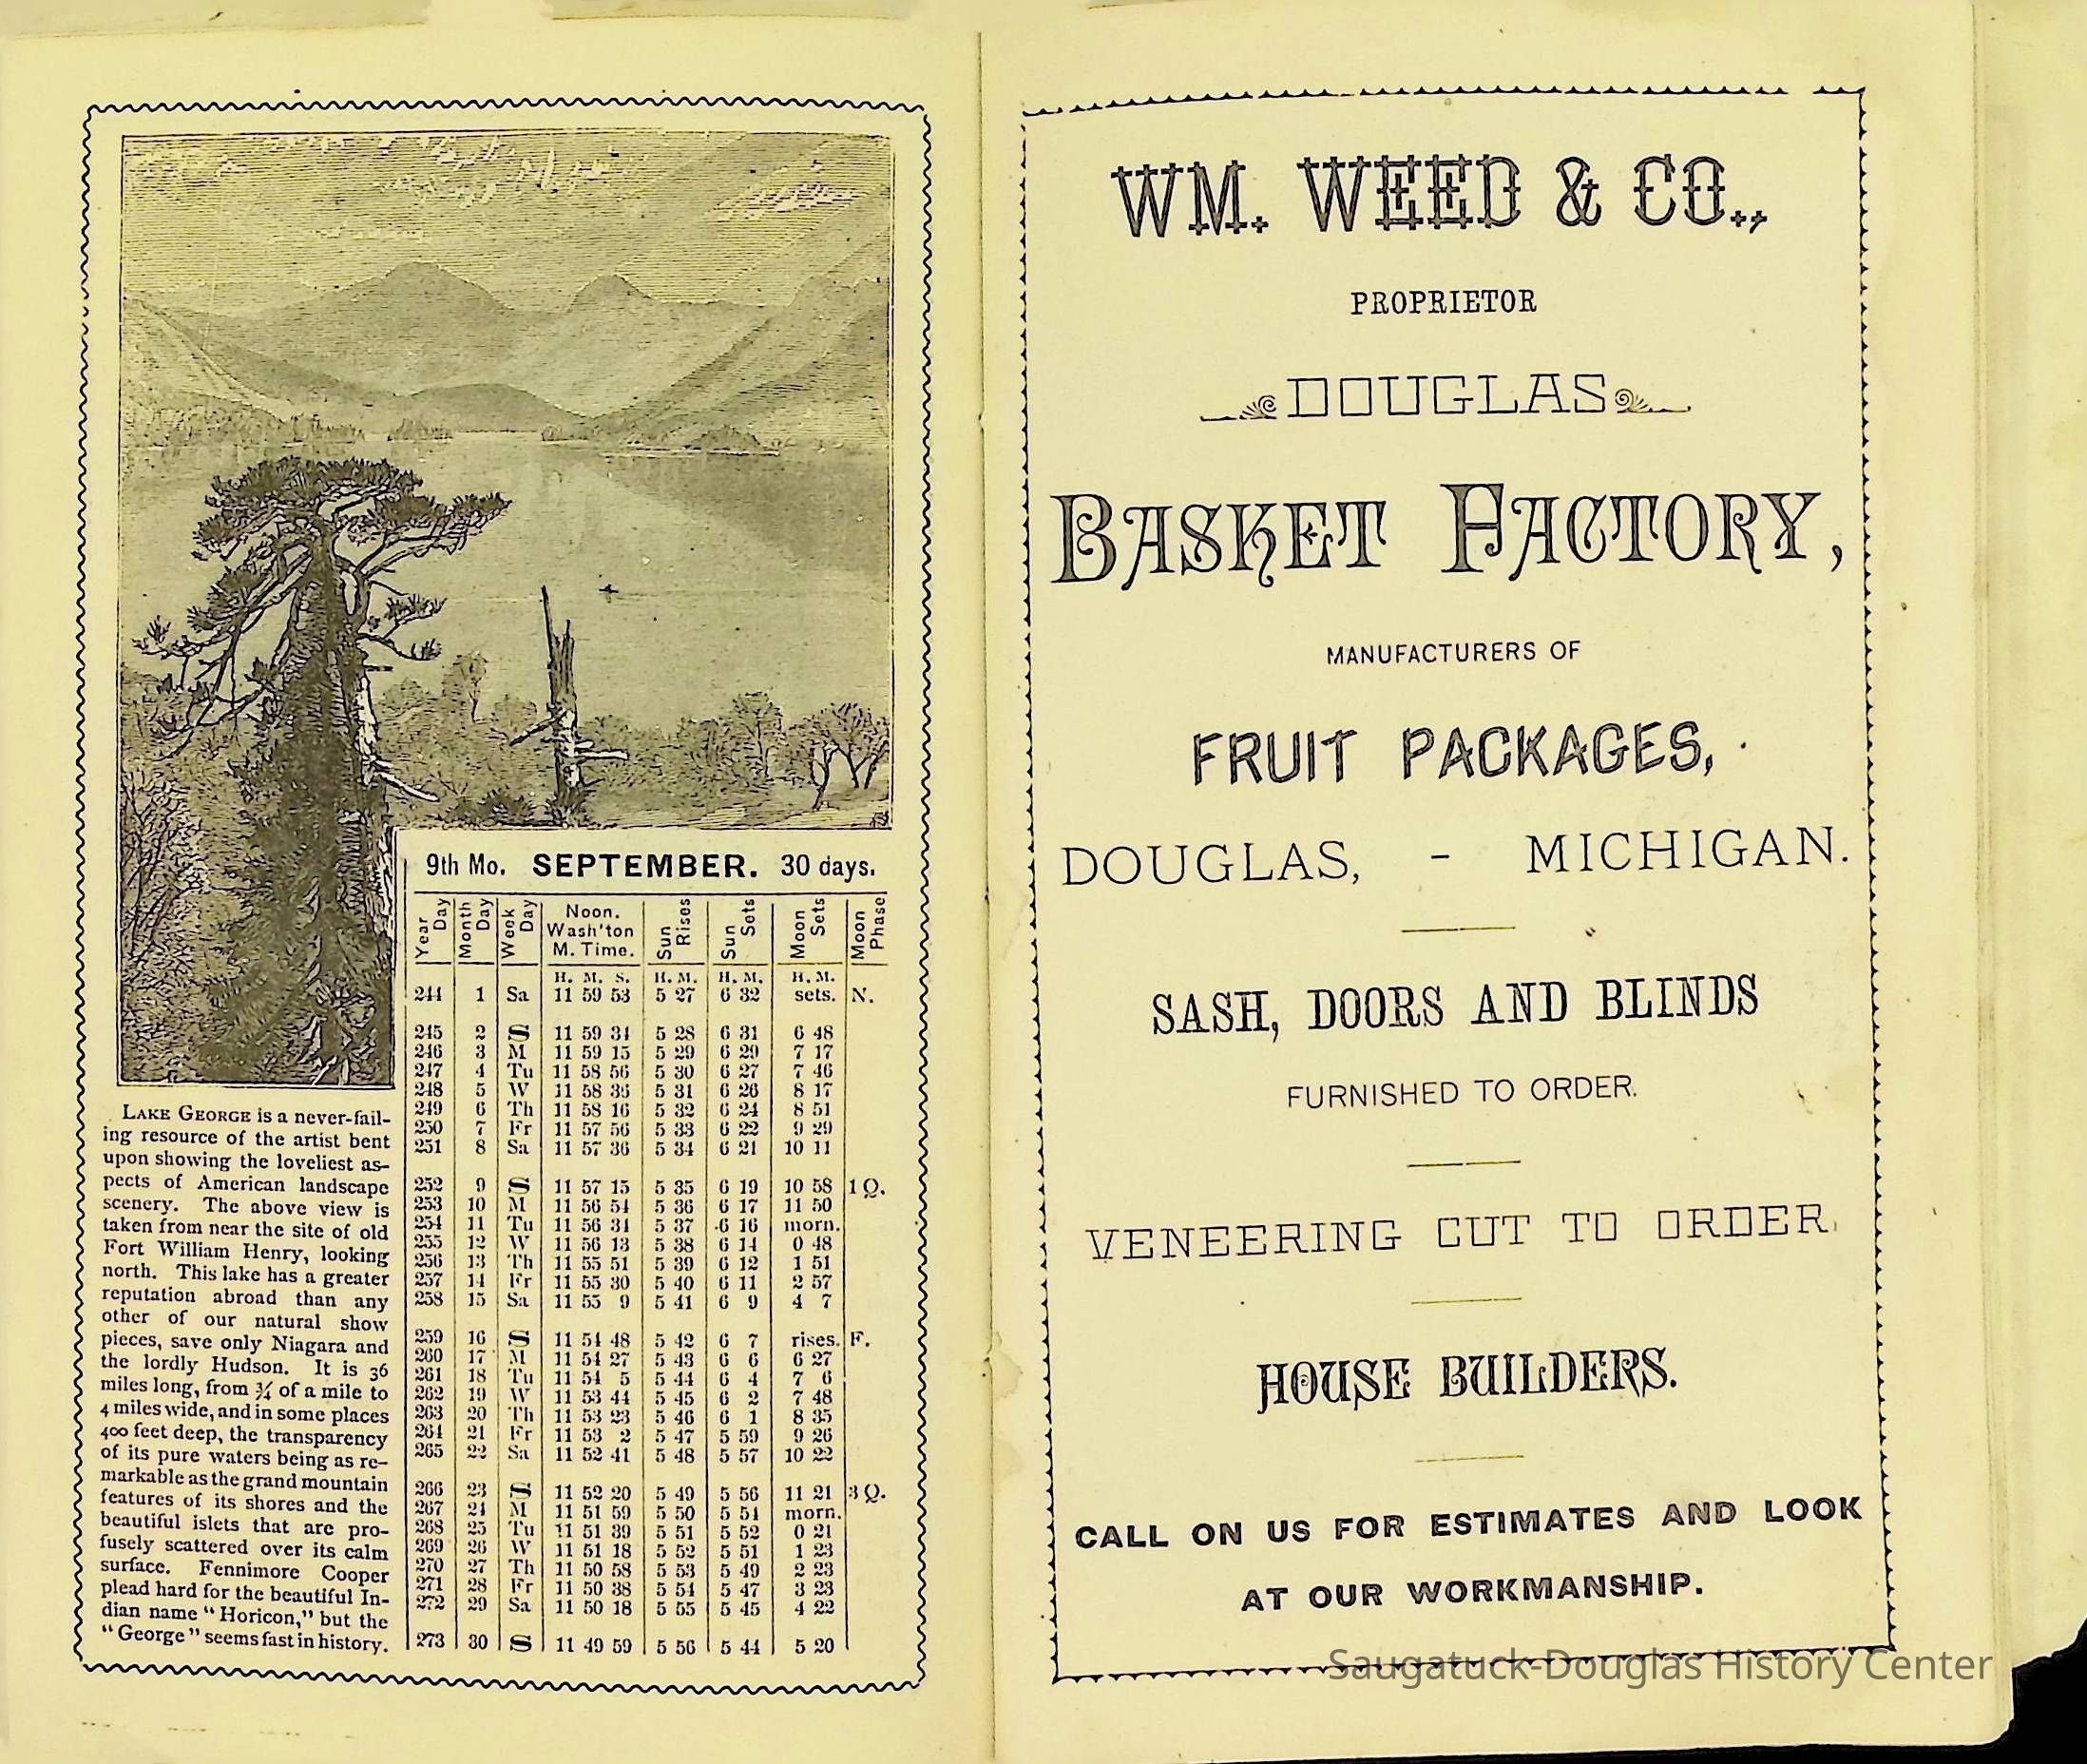 9th Mo. SEPTEMBER. 30 days.
Year Day Month Day Week Day Noon. Wash'ton M. Time. Sun Rises Sun Sets Moon Sets Moon Phase
H. M. S. H. M. H. M. H. M.
244 1 Sa 11 59 53 5 27 6 32 sets. N.
245 2 S 11 59 34 5 28 6 31 6 48
246 3 M 11 59 15 5 29 6 29 7 17
247 4 Tu 11 58 56 5 30 6 27 7 46
248 5 W 11 58 36 5 31 6 26 8 17
249 6 Th 11 58 16 5 32 6 24 8 51
250 7 Fr 11 57 56 5 33 6 22 9 29
251 8 Sa 11 57 36 5 34 6 21 10 11
252 9 S 11 57 15 5 35 6 19 10 58 1 Q.
253 10 M 11 56 54 5 36 6 17 11 50
254 11 Tu 11 56 34 5 37 6 16 morn.
255 12 W 11 56 13 5 38 6 14 0 48
256 13 Th 11 55 51 5 39 6 12 1 51
257 14 Fr 11 55 30 5 40 6 11 2 57
258 15 Sa 11 55 9 5 41 6 9 4 7
259 16 S 11 54 48 5 42 6 7 rises. F.
260 17 M 11 54 27 5 43 6 6 6 27
261 18 Tu 11 54 5 5 44 6 4 7 6
262 19 W 11 53 44 5 45 6 2 7 48
263 20 Th 11 53 23 5 46 6 1 8 35
264 21 Fr 11 53 2 5 47 5 59 9 26
265 22 Sa 11 52 41 5 48 5 57 10 22
266 23 S 11 52 20 5 49 5 56 11 21 3 Q.
267 24 M 11 51 59 5 50 5 54 morn.
268 25 Tu 11 51 39 5 51 5 52 0 21
269 26 W 11 51 18 5 52 5 51 1 23
270 27 Th 11 50 58 5 53 5 49 2 23
271 28 Fr 11 50 38 5 54 5 47 3 23
272 29 Sa 11 50 18 5 55 5 45 4 22
273 30 S 11 49 59 5 56 5 44 5 20
LAKE GEORGE is a never-fail-
ing resource of the artist bent
upon showing the loveliest as-
pects of American landscape
scenery. The above view is
taken from near the site of old
Fort William Henry, looking
north. This lake has a greater
reputation abroad than any
other of our natural show
pieces, save only Niagara and
the lordly Hudson. It is 36
miles long, from ¾ of a mile to
4 miles wide, and in some places
400 feet deep, the transparency
of its pure waters being as re-
markable as the grand mountain
features of its shores and the
beautiful islets that are pro-
fusely scattered over its calm
surface. Fennimore Cooper
plead hard for the beautiful In-
dian name “Horicon,” but the
“George” seems fast in history.
WM. WEED & CO.,
PROPRIETOR
DOUGLAS
BASKET FACTORY,
MANUFACTURERS OF
FRUIT PACKAGES,
DOUGLAS, - MICHIGAN.
SASH, DOORS AND BLINDS
FURNISHED TO ORDER.
VENEERING CUT TO ORDER.
HOUSE BUILDERS.
CALL ON US FOR ESTIMATES AND LOOK
AT OUR WORKMANSHIP.
Saugatuck-Douglas History Center